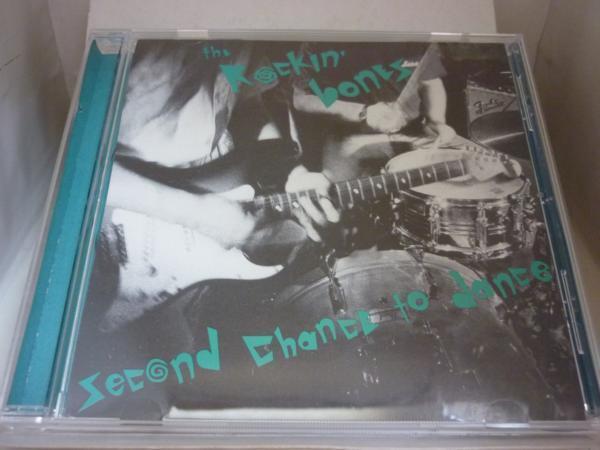 the
Rockin'
bones
second chance to dance